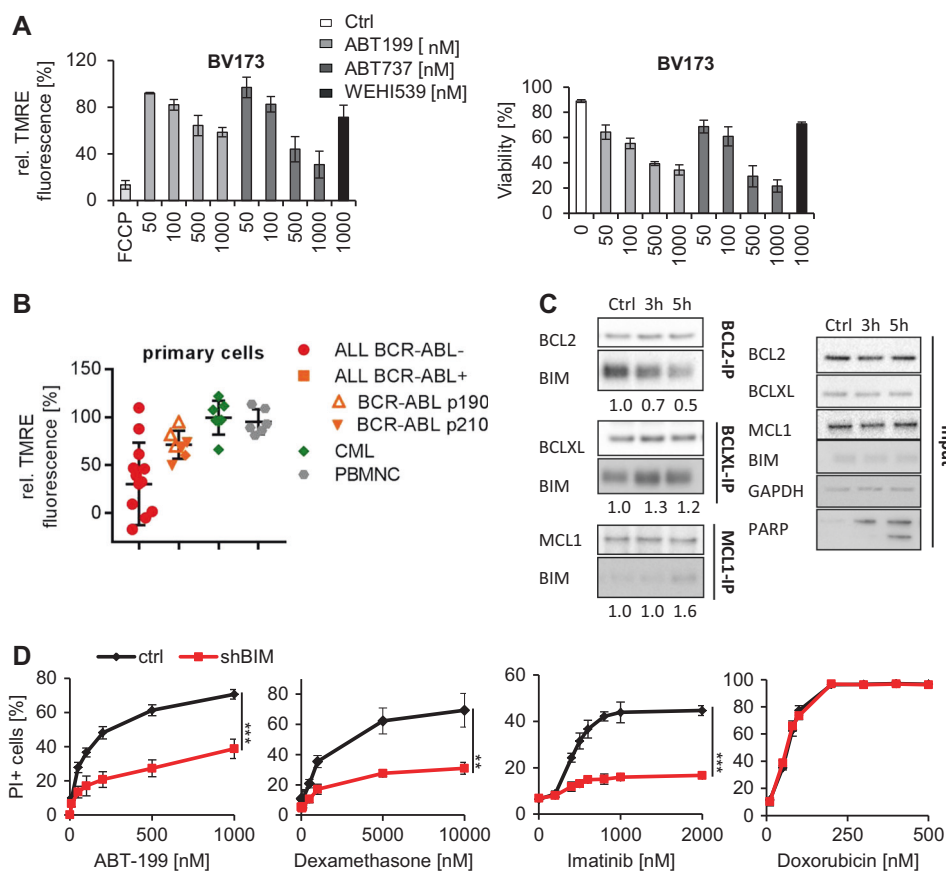 A
BV173
rel. TMRE
fluorescence [%]
120
80
40
0
FCCP 50 100 500 1000 50 100 500 1000 1000
Ctrl
ABT199 [ nM]
ABT737 [nM]
WEHI539 [nM]
BV173
Viability [%]
100
80
60
40
20
0
0 50 100 500 1000 50 100 500 1000 1000
B
primary cells
rel. TMRE
fluorescence [%]
150
100
50
0
ALL BCR-ABL-
ALL BCR-ABL+
BCR-ABL p190
BCR-ABL p210
CML
PBMNC
C
Ctrl 3h 5h
BCL2
BIM
1.0 0.7 0.5
BCL2-IP
BCLXL
BIM
1.0 1.3 1.2
BCLXL-IP
MCL1
BIM
1.0 1.0 1.6
MCL1-IP
Ctrl 3h 5h
BCL2
BCLXL
MCL1
BIM
GAPDH
PARP
Input
D
ctrl shBIM
PI+ cells [%]
80
60
40
20
0
0 500 1000
ABT-199 [nM]
***
80
60
40
20
0
0 5000 10000
Dexamethasone [nM]
**
60
40
20
0
0 1000 2000
Imatinib [nM]
***
100
80
60
40
20
0
0 250 500
Doxorubicin [nM]